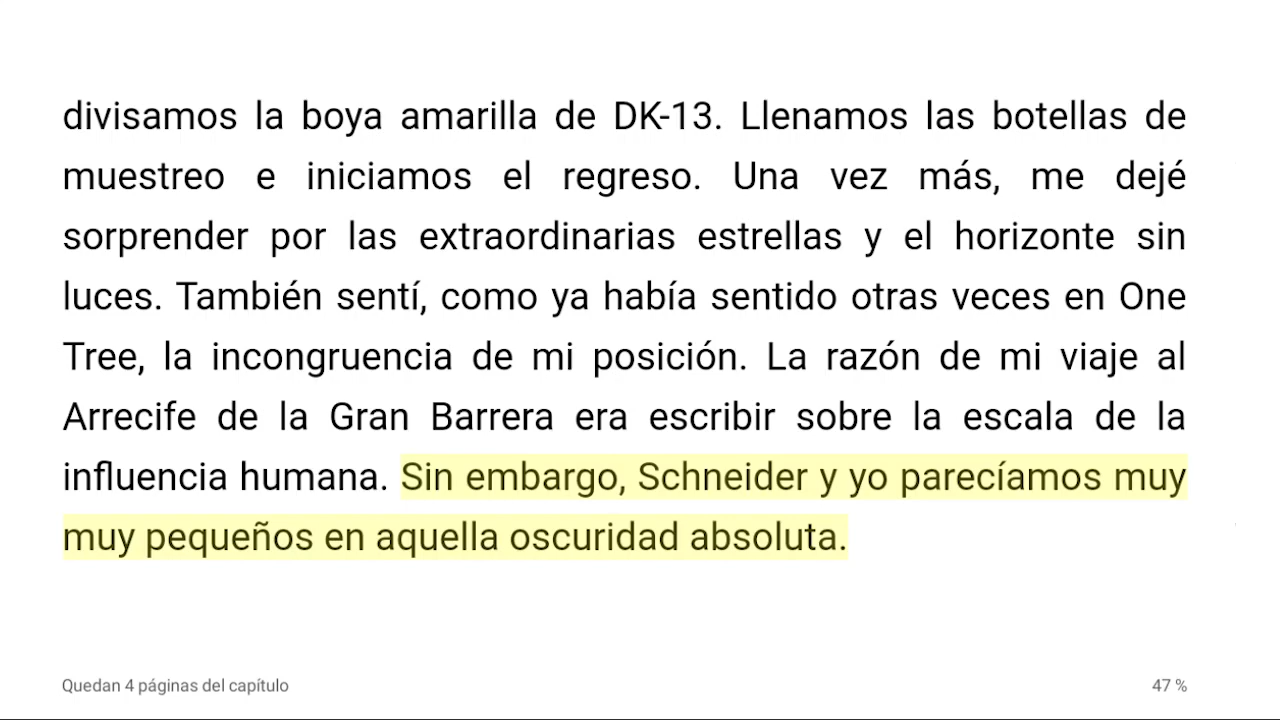 divisamos la boya amarilla de DK-13. Llenamos las botellas de
muestreo e iniciamos el regreso. Una vez más, me dejé
sorprender por las extraordinarias estrellas y el horizonte sin
luces. También sentí, como ya había sentido otras veces en One
Tree, la incongruencia de mi posición. La razón de mi viaje al
Arrecife de la Gran Barrera era escribir sobre la escala de la
influencia humana. Sin embargo, Schneider y yo parecíamos muy
muy pequeños en aquella oscuridad absoluta.
Quedan 4 páginas del capítulo
47 %